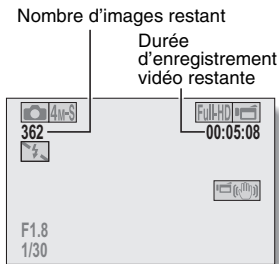 Nombre d'images restant
Durée
d'enregistrement
vidéo restante
4M-S Full-HD
362 00:05:08
F1.8
1/30